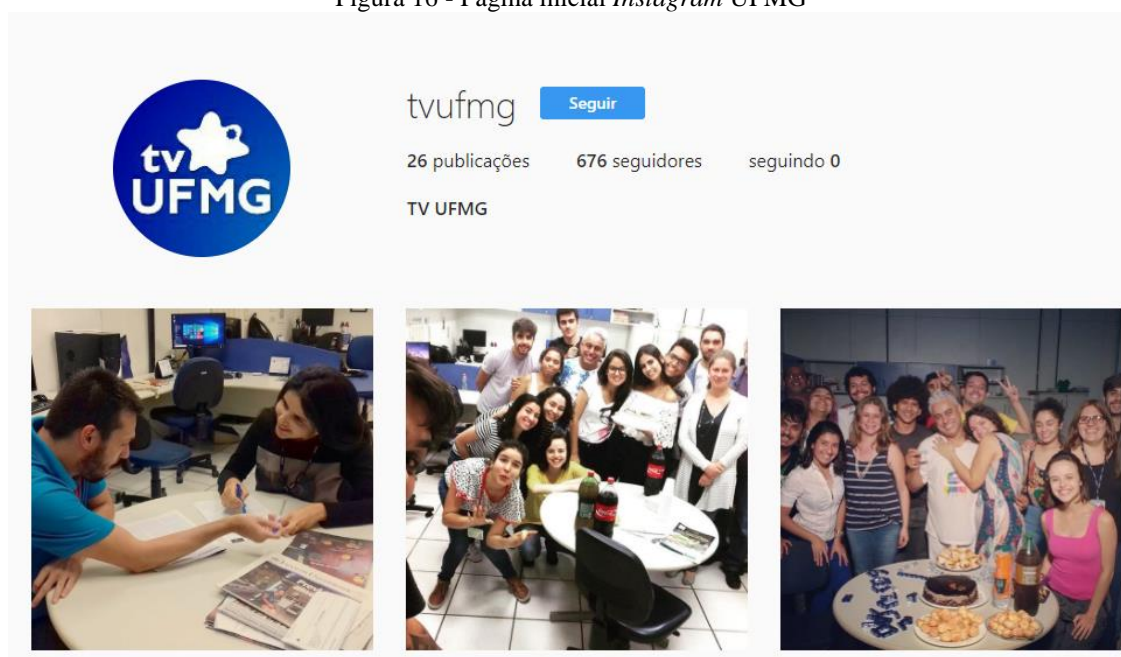 Figura 16 - Página inicial Instagram UFMG
tvufmg Seguir
26 publicações 676 seguidores seguindo 0
TV UFMG
tv
UFMG